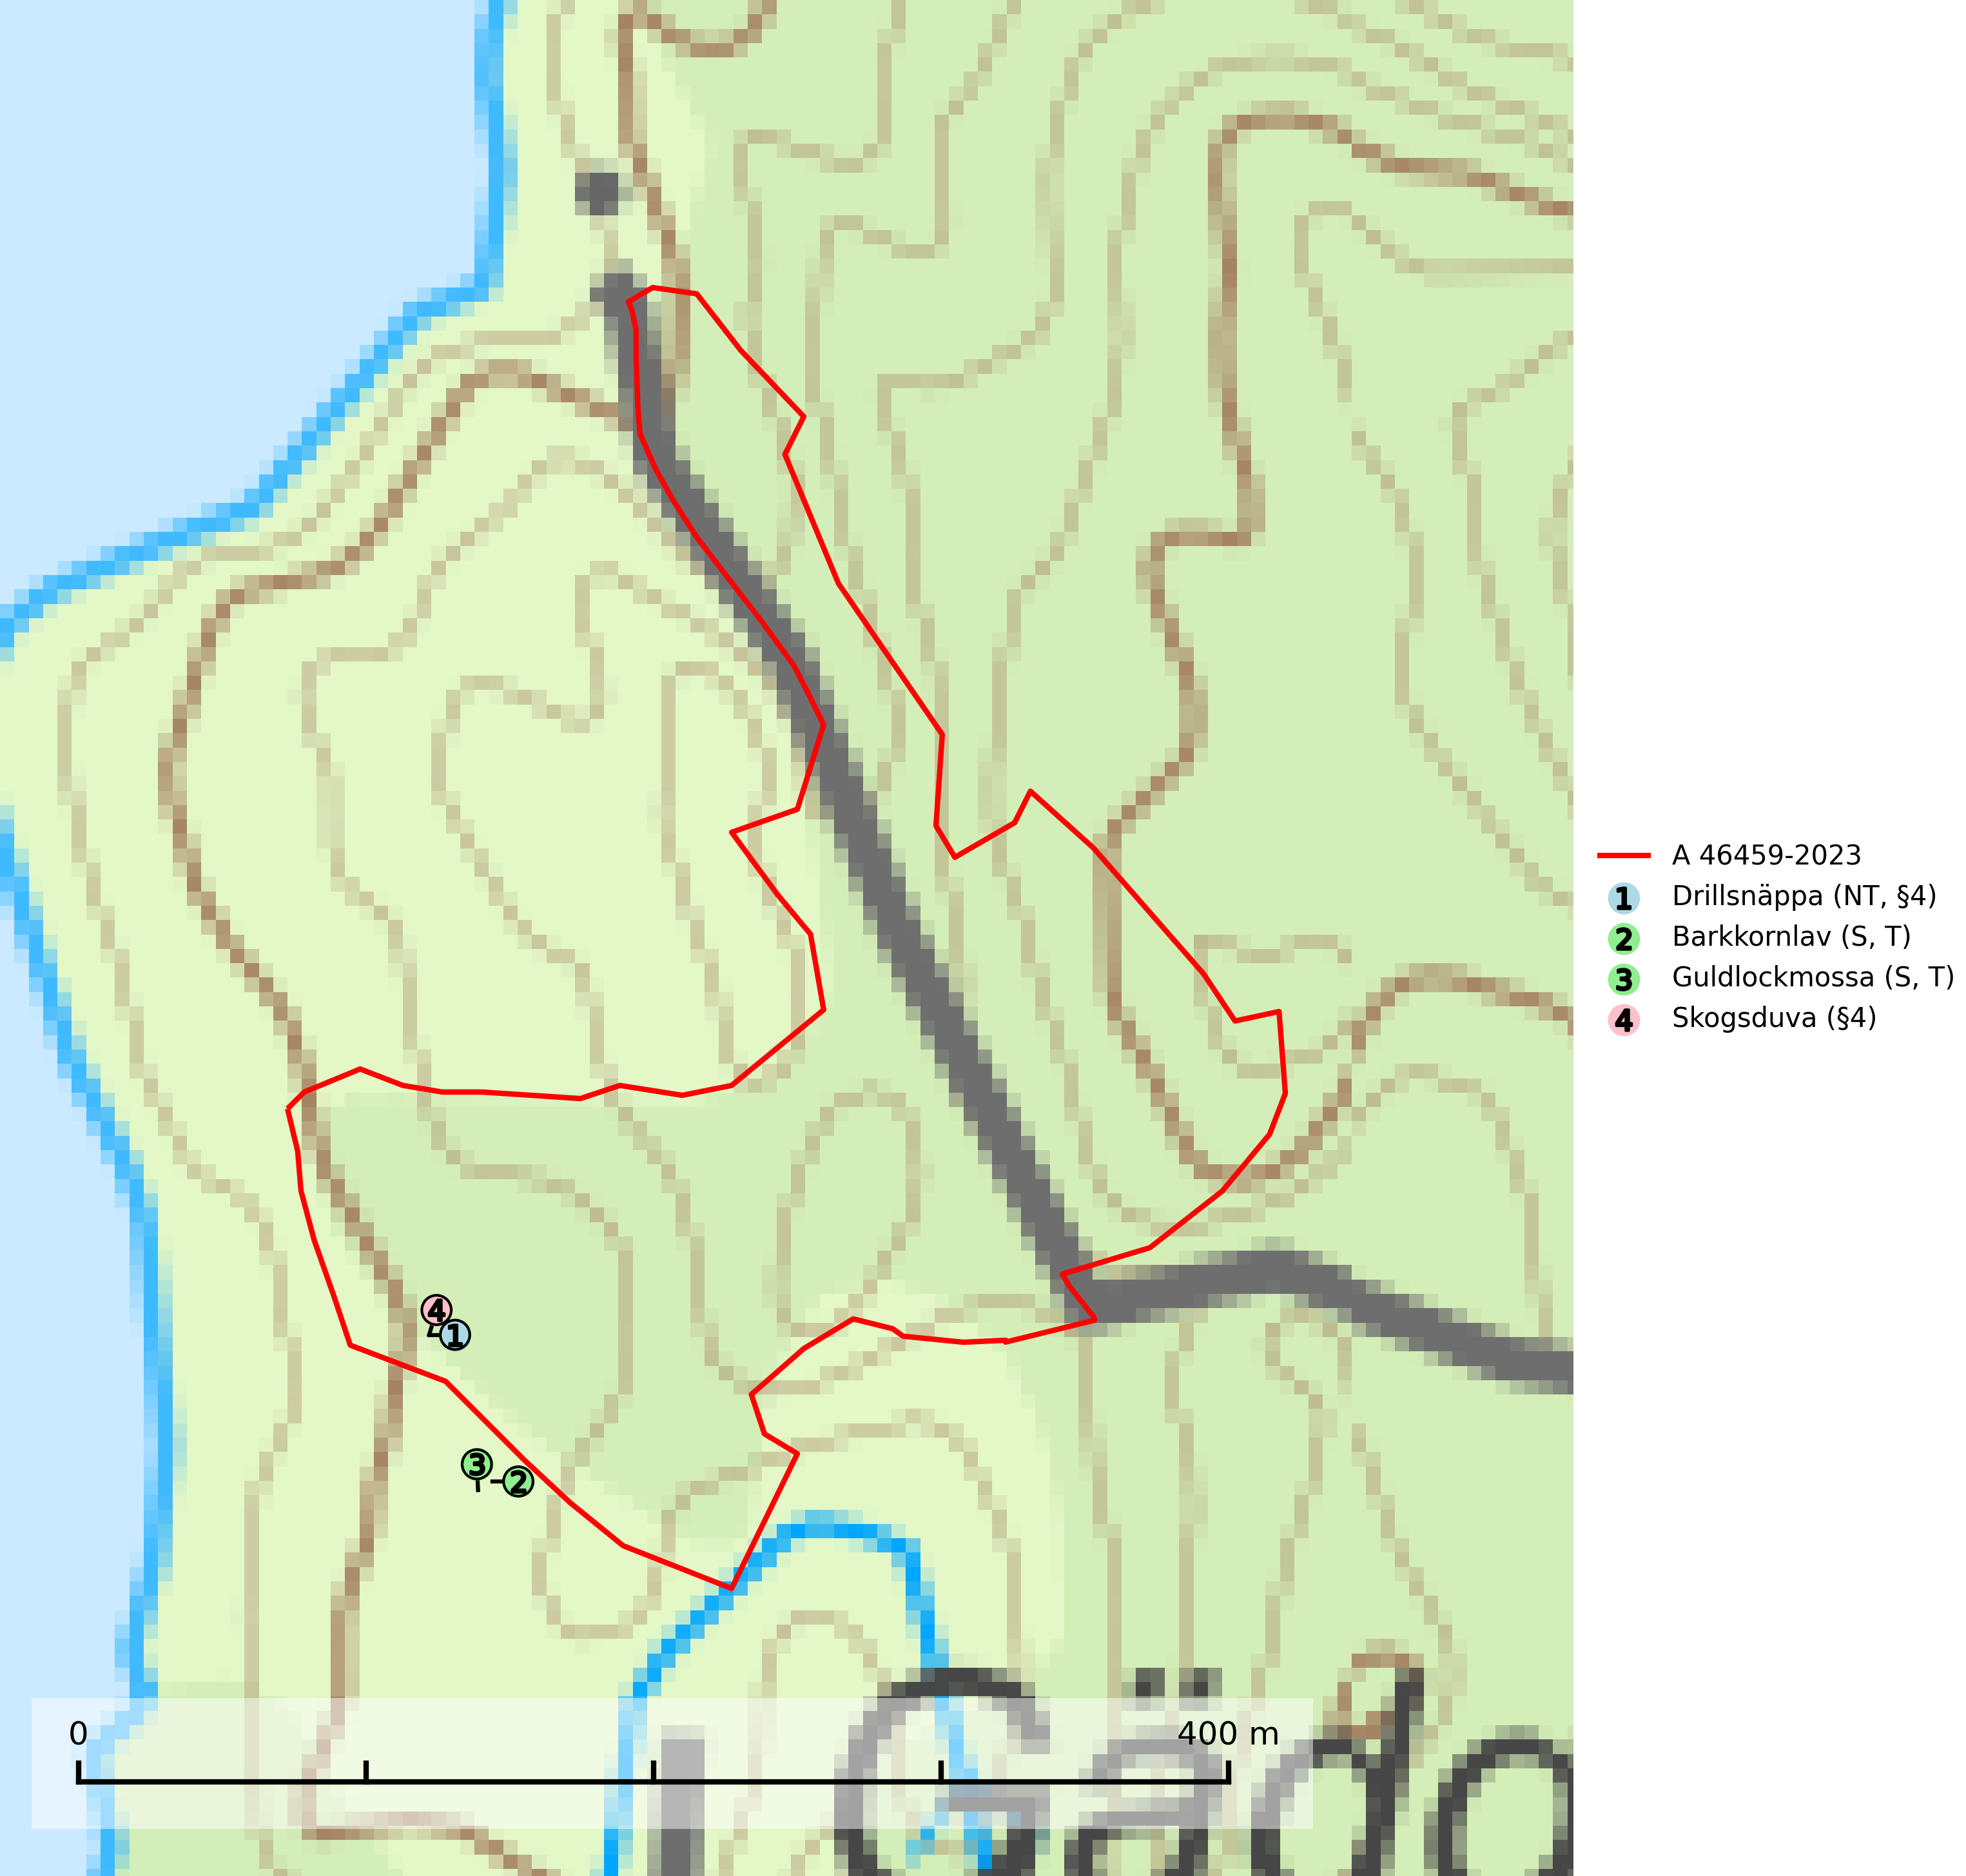 A 46459-2023
1 Drillsnäppa (NT, §4)
2 Barkkornlav (S, T)
3 Guldlockmossa (S, T)
4 Skogsduva (§4)
4
1
3
2
0 400 m